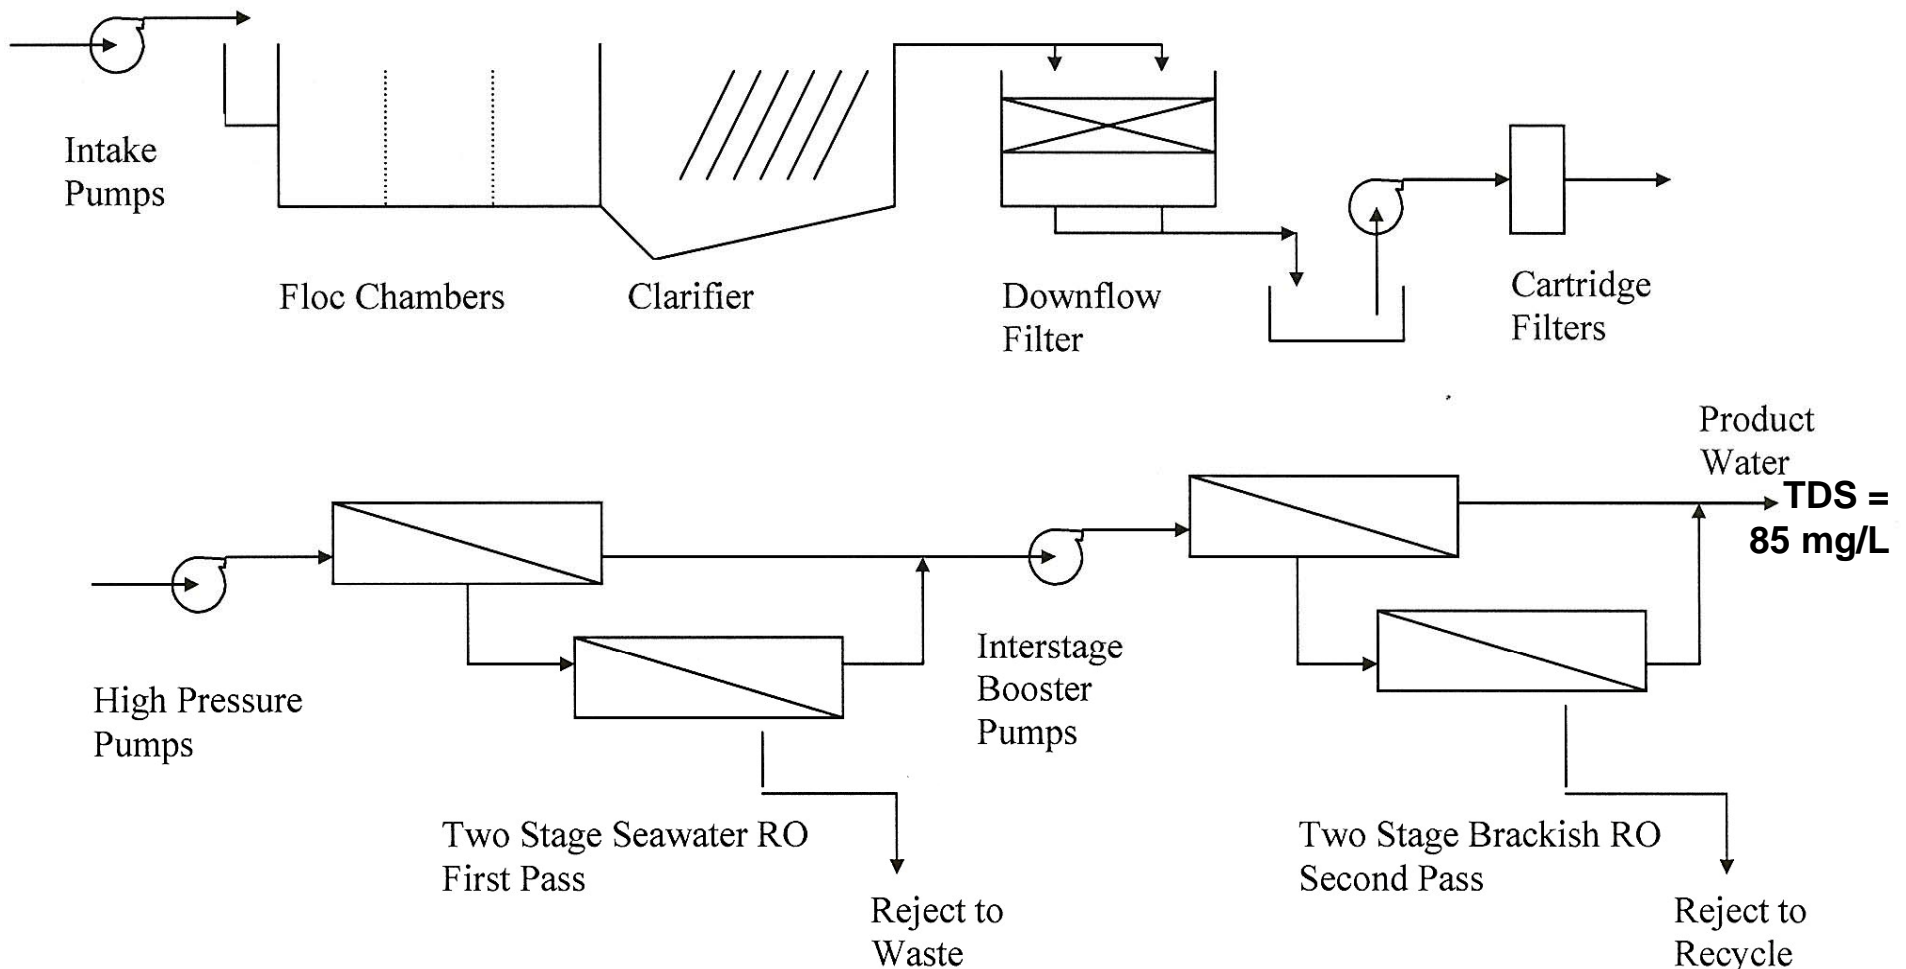 Intake
Pumps
Floc Chambers
Clarifier
Downflow
Filter
Cartridge
Filters
Product
Water
TDS =
85 mg/L
High Pressure
Pumps
Interstage
Booster
Pumps
Two Stage Seawater RO
First Pass
Two Stage Brackish RO
Second Pass
Reject to
Waste
Reject to
Recycle